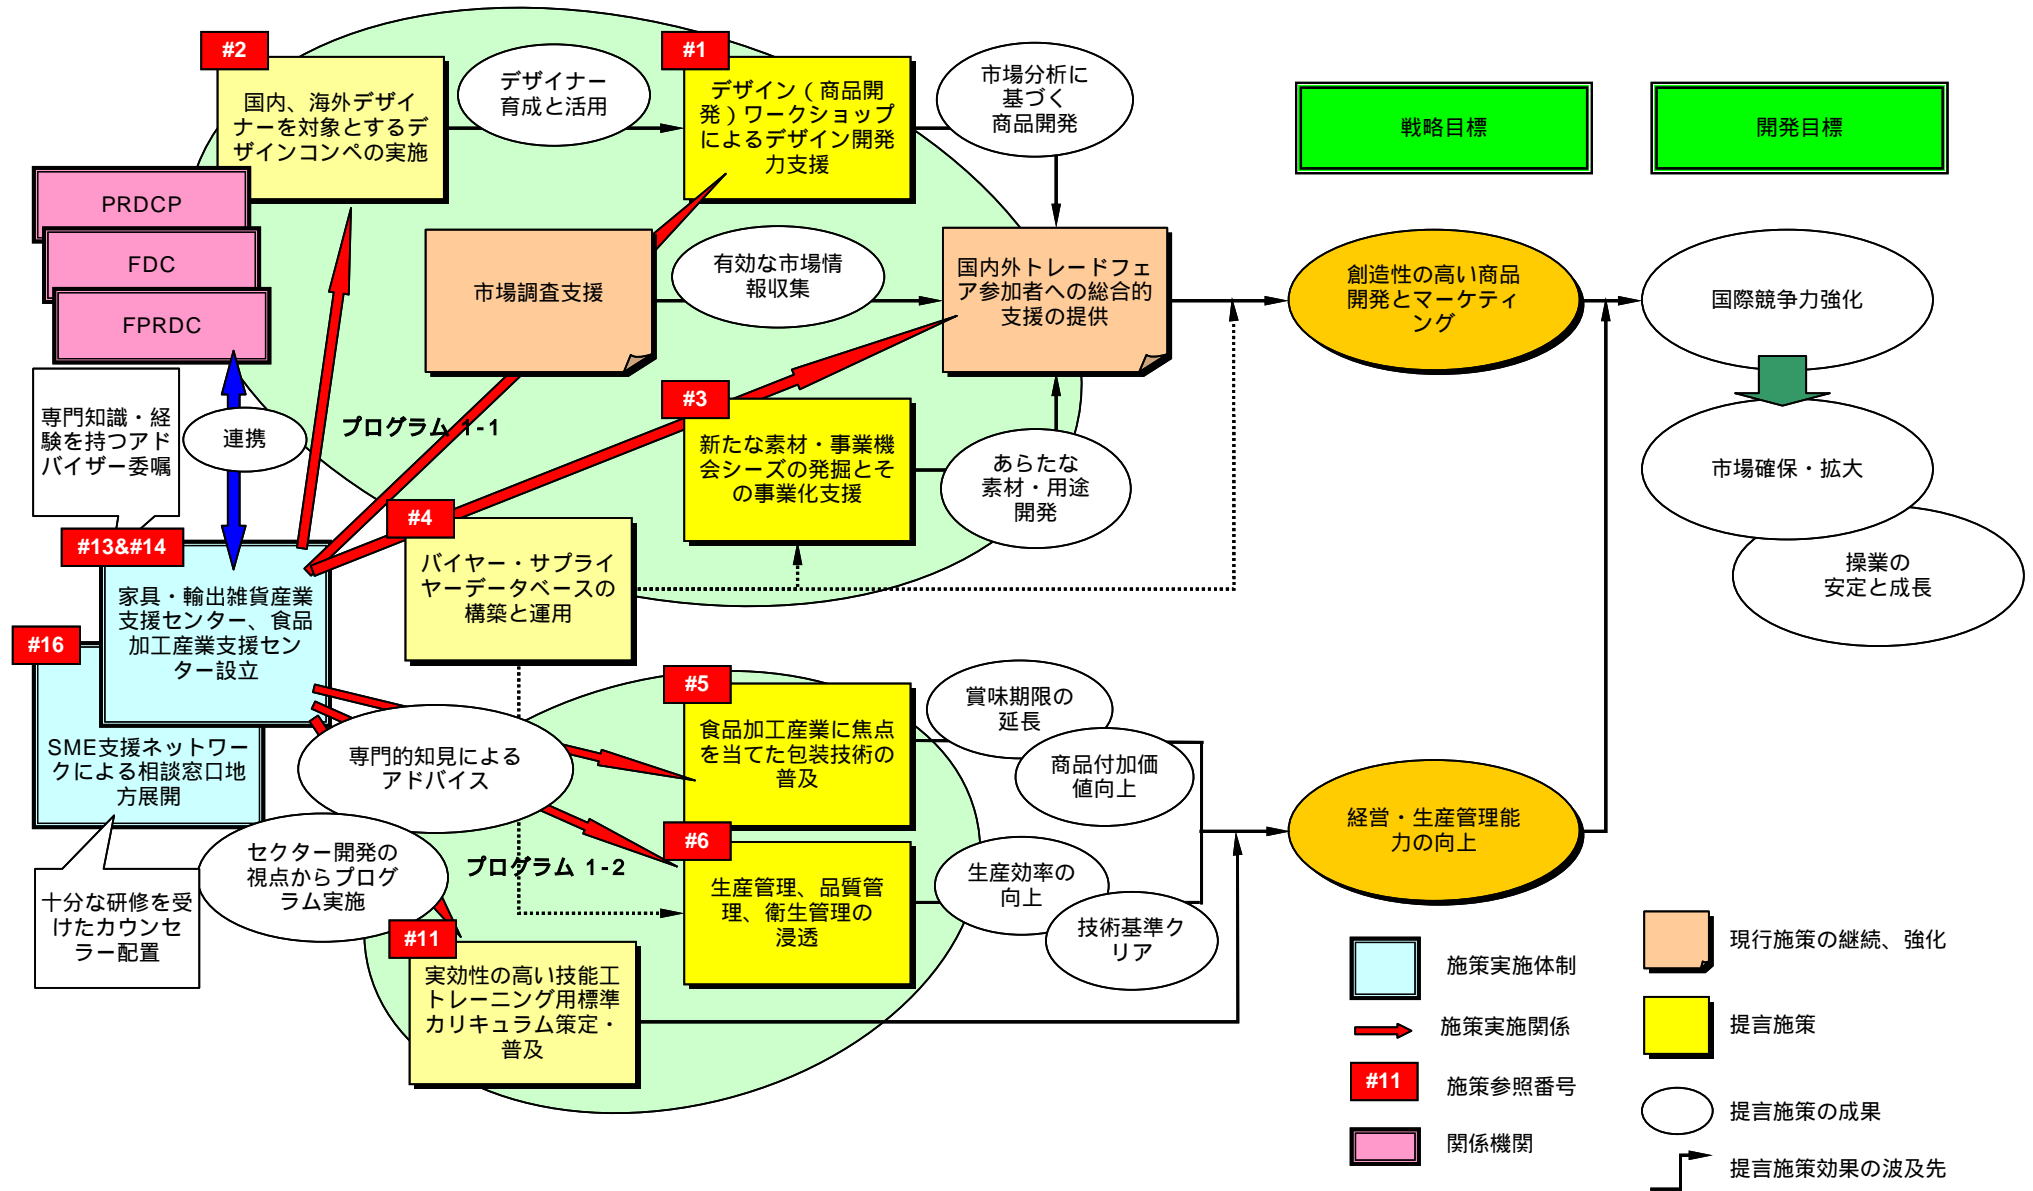 #2
国内、海外デザイ
ナーを対象とするデ
ザインコンペの実施
デザイナー
育成と活用
#1
デザイン（商品開
発）ワークショップ
によるデザイン開発
力支援
市場分析に
基づく
商品開発
戦略目標
開発目標
PRDCP
FDC
FPRDC
市場調査支援
有効な市場情
報収集
国内外トレードフェ
ア参加者への総合的
支援の提供
創造性の高い商品
開発とマーケティ
ング
国際競争力強化
専門知識・経
験を持つアド
バイザー委嘱
連携
プログラム 1-1
#3
新たな素材・事業機
会シーズの発掘とそ
の事業化支援
あらたな
素材・用途
開発
市場確保・拡大
操業の
安定と成長
#13&#14
家具・輸出雑貨産業
支援センター、食品
加工産業支援セン
ター設立
#4
バイヤー・サプライ
ヤーデータベースの
構築と運用
#16
SME支援ネットワー
クによる相談窓口地
方展開
十分な研修を受
けたカウンセ
ラー配置
専門的知見による
アドバイス
セクター開発の
視点からプログ
ラム実施
プログラム 1-2
#5
食品加工産業に焦点
を当てた包装技術の
普及
賞味期限の
延長
商品付加価
値向上
#6
生産管理、品質管
理、衛生管理の
浸透
生産効率の
向上
技術基準ク
リア
経営・生産管理能
力の向上
#11
実効性の高い技能工
トレーニング用標準
カリキュラム策定・
普及
施策実施体制
施策実施関係
#11
施策参照番号
関係機関
現行施策の継続、強化
提言施策
提言施策の成果
提言施策効果の波及先